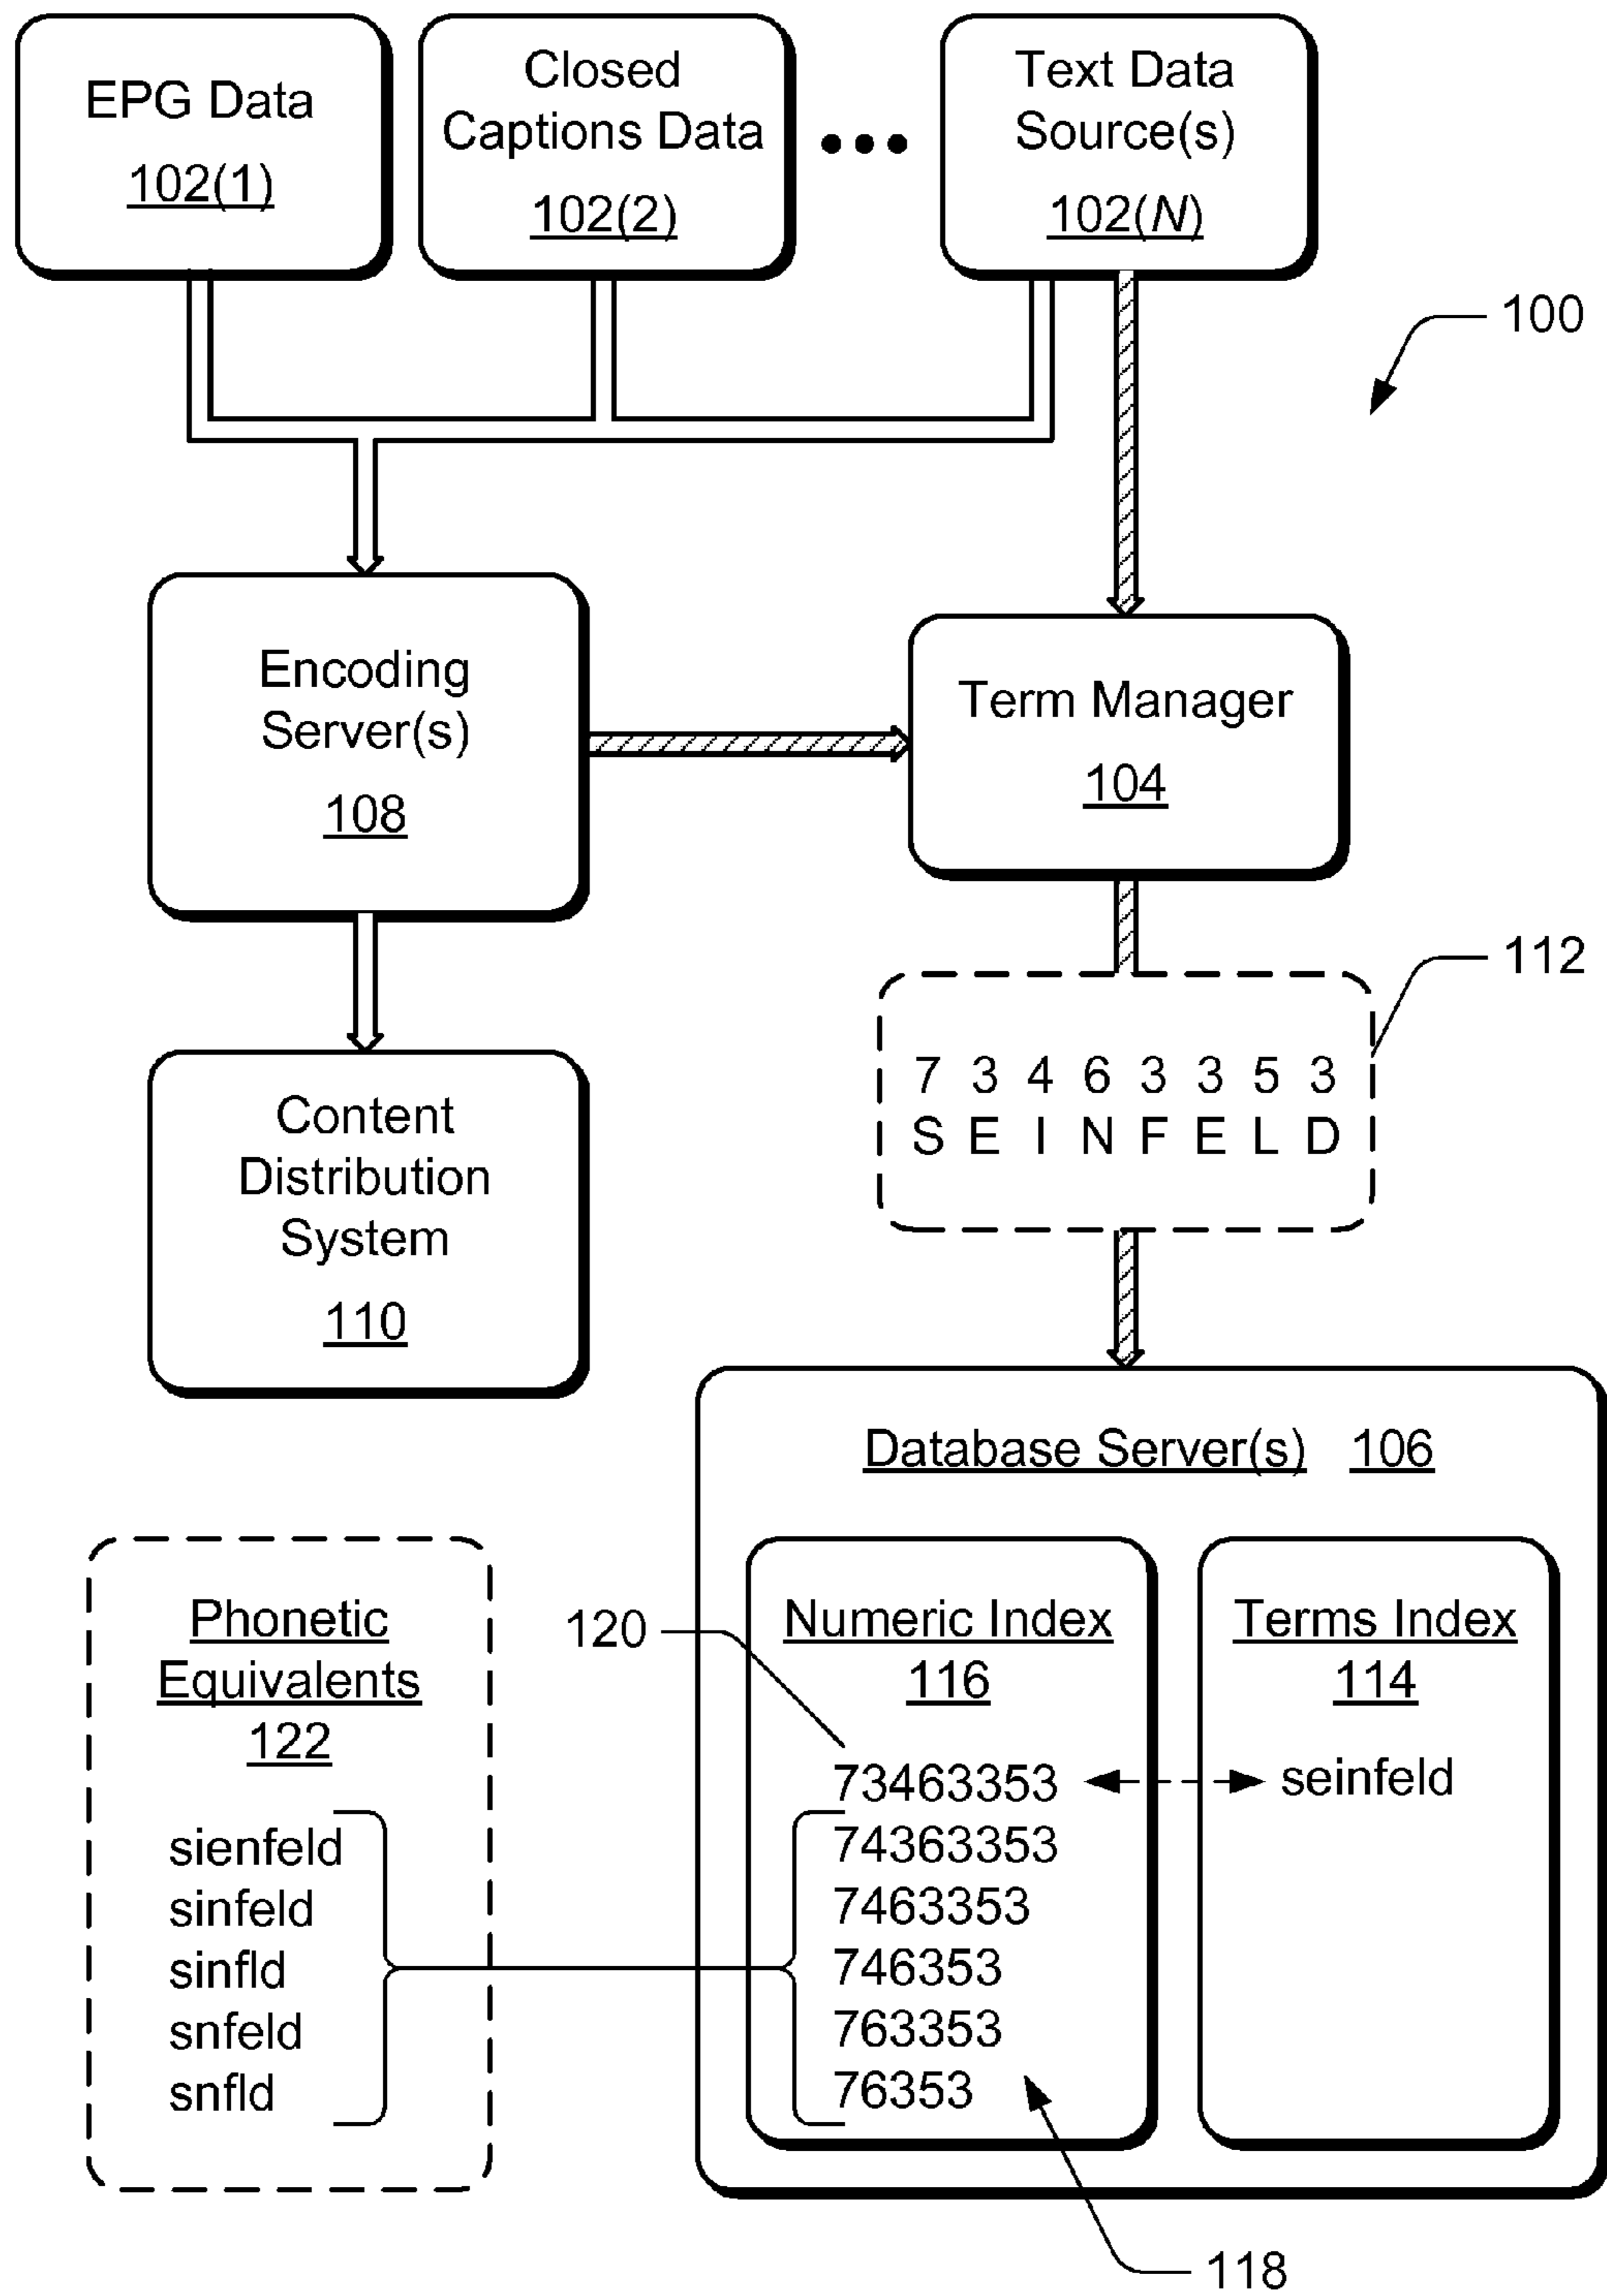 EPG Data
102(1)
Closed
Captions Data
102(2)
Text Data
Source(s)
102(N)
100
Encoding
Server(s)
108
Term Manager
104
112
7 3 4 6 3 3 5 3
S E I N F E L D
Content
Distribution
System
110
Database Server(s) 106
Phonetic
Equivalents
122
sienfeld
sinfeld
sinfld
snfeld
snfld
120
Numeric Index
116
73463353
74363353
7463353
746353
763353
76353
Terms Index
114
seinfeld
118